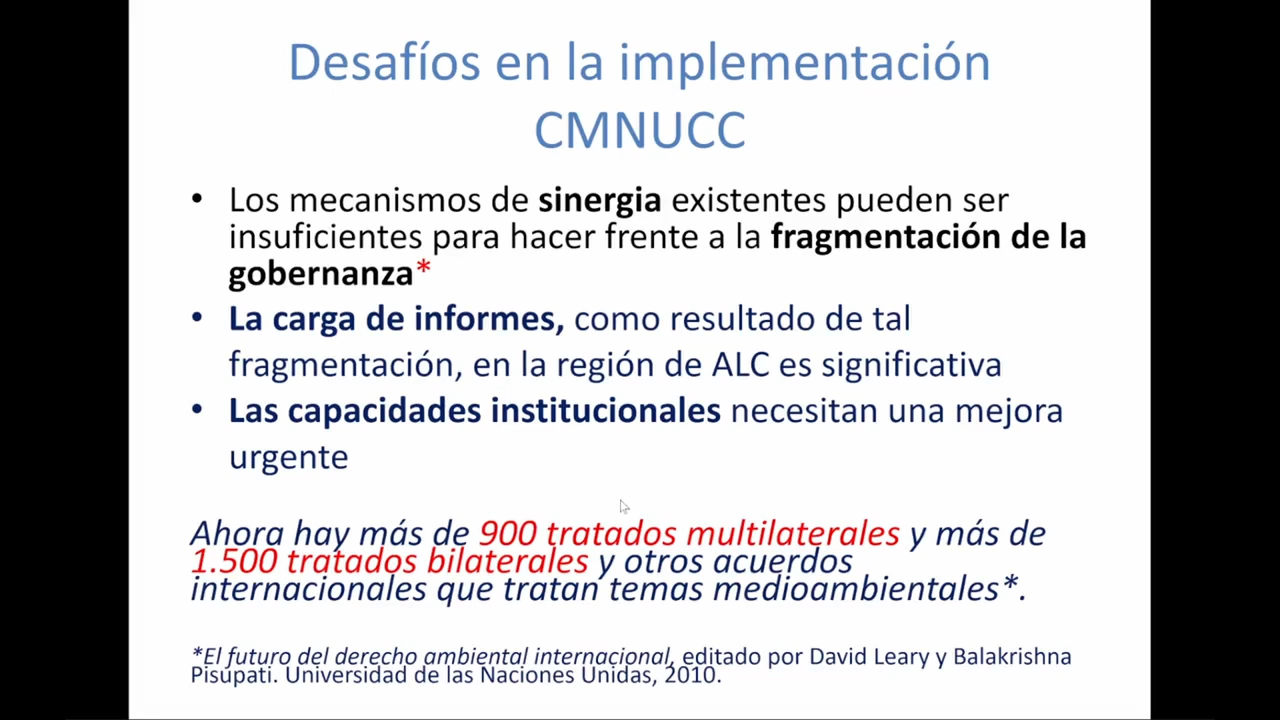 Desafíos en la implementación
CMNUCC
• Los mecanismos de sinergia existentes pueden ser
insuficientes para hacer frente a la fragmentación de la
gobernanza*
• La carga de informes, como resultado de tal
fragmentación, en la región de ALC es significativa
• Las capacidades institucionales necesitan una mejora
urgente
Ahora hay más de 900 tratados multilaterales y más de
1.500 tratados bilaterales y otros acuerdos
internacionales que tratan temas medioambientales*.
*El futuro del derecho ambiental internacional, editado por David Leary y Balakrishna
Pisupati. Universidad de las Naciones Unidas, 2010.